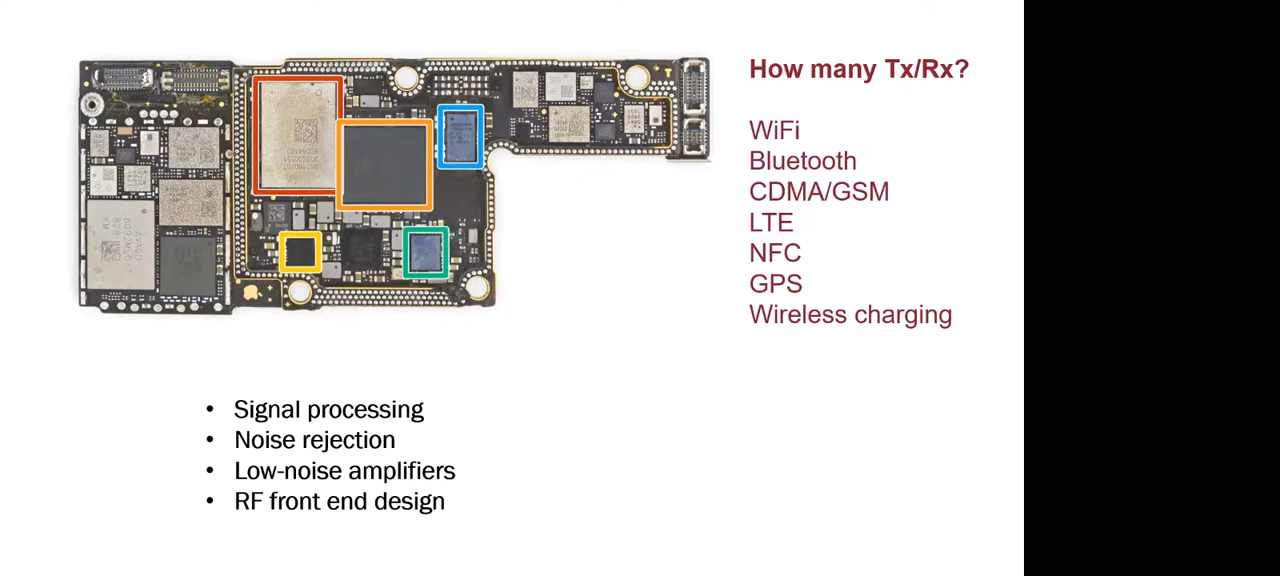 How many Tx/Rx?
WiFi
Bluetooth
CDMA/GSM
LTE
NFC
GPS
Wireless charging
• Signal processing
• Noise rejection
• Low-noise amplifiers
• RF front end design